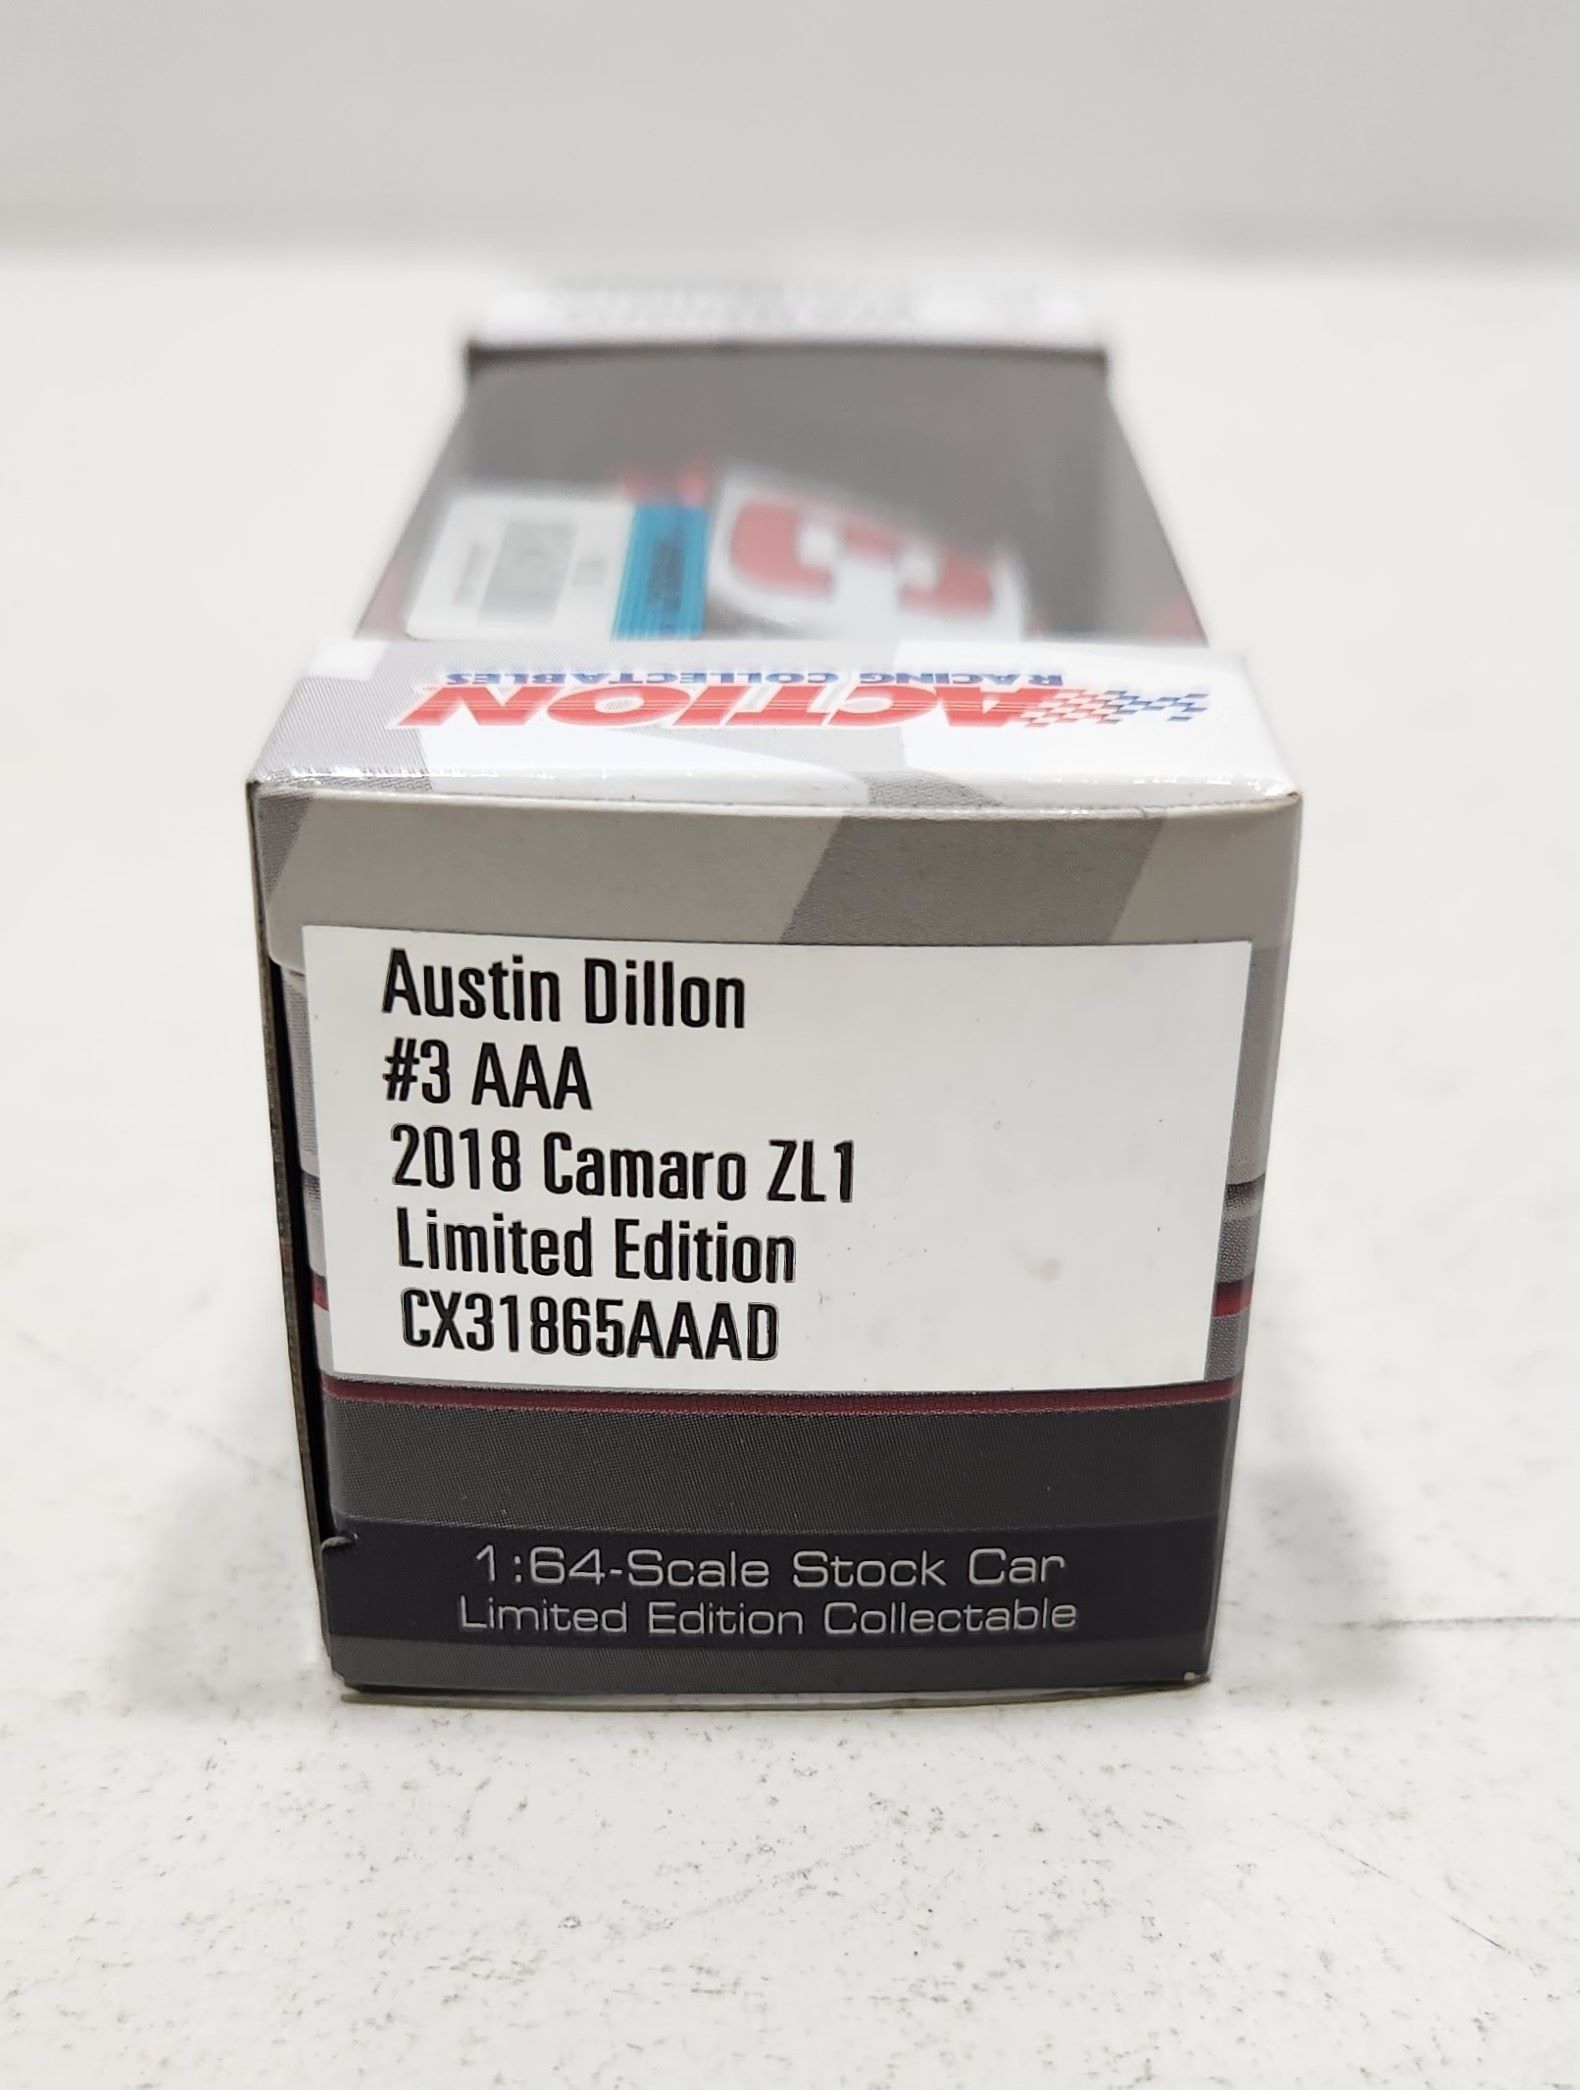 ACTION
RACING COLLECTABLES
Austin Dillon
#3 AAA
2018 Camaro ZL1
Limited Edition
CX31865AAAD
1:64-Scale Stock Car
Limited Edition Collectable